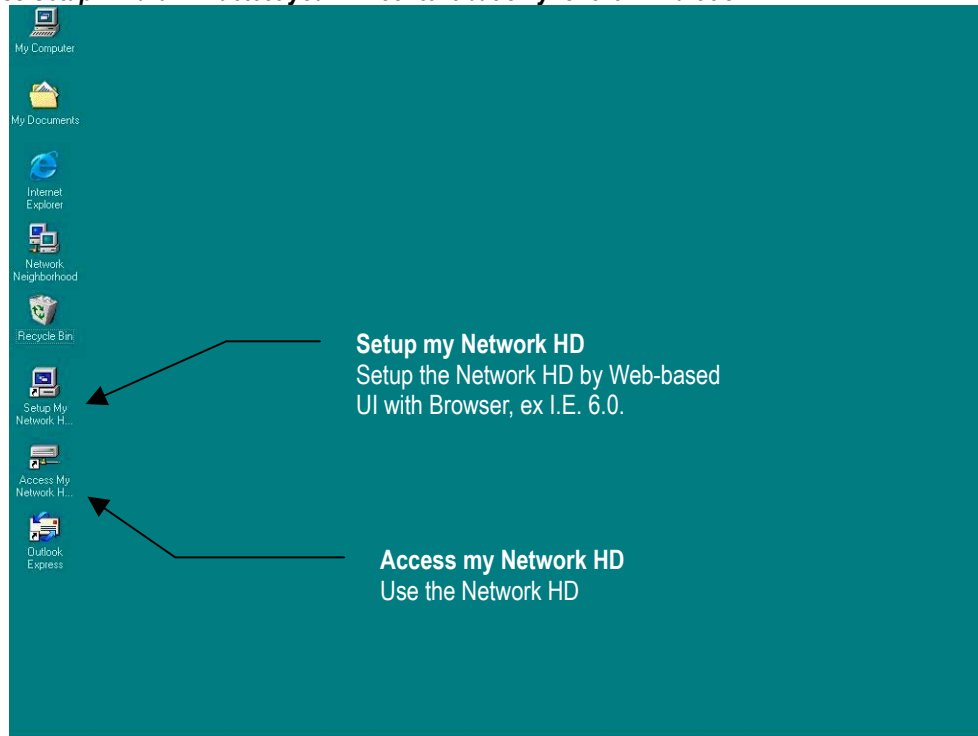 My Computer
My Documents
Internet
Explorer
Network
Neighborhood
Recycle Bin
Setup my Network HD
Setup the Network HD by Web-based
UI with Browser, ex I.E. 6.0.
Setup My
Network H...
Access My
Network H...
Outlook
Express
Access my Network HD
Use the Network HD